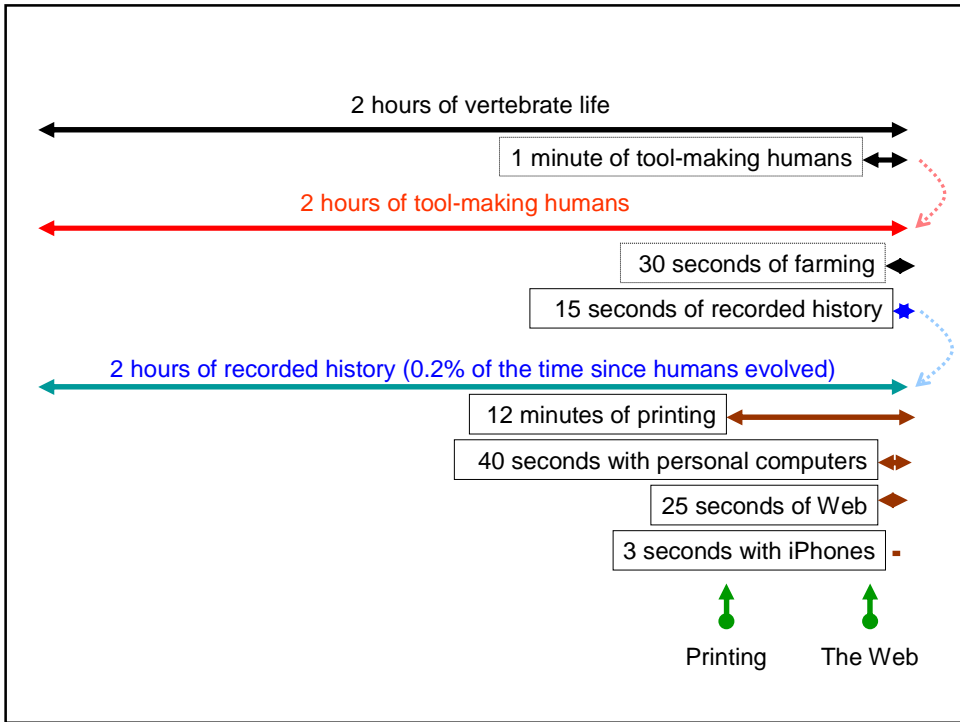 2 hours of vertebrate life
1 minute of tool-making humans
2 hours of tool-making humans
30 seconds of farming
15 seconds of recorded history
2 hours of recorded history (0.2% of the time since humans evolved)
12 minutes of printing
40 seconds with personal computers
25 seconds of Web
3 seconds with iPhones
Printing The Web